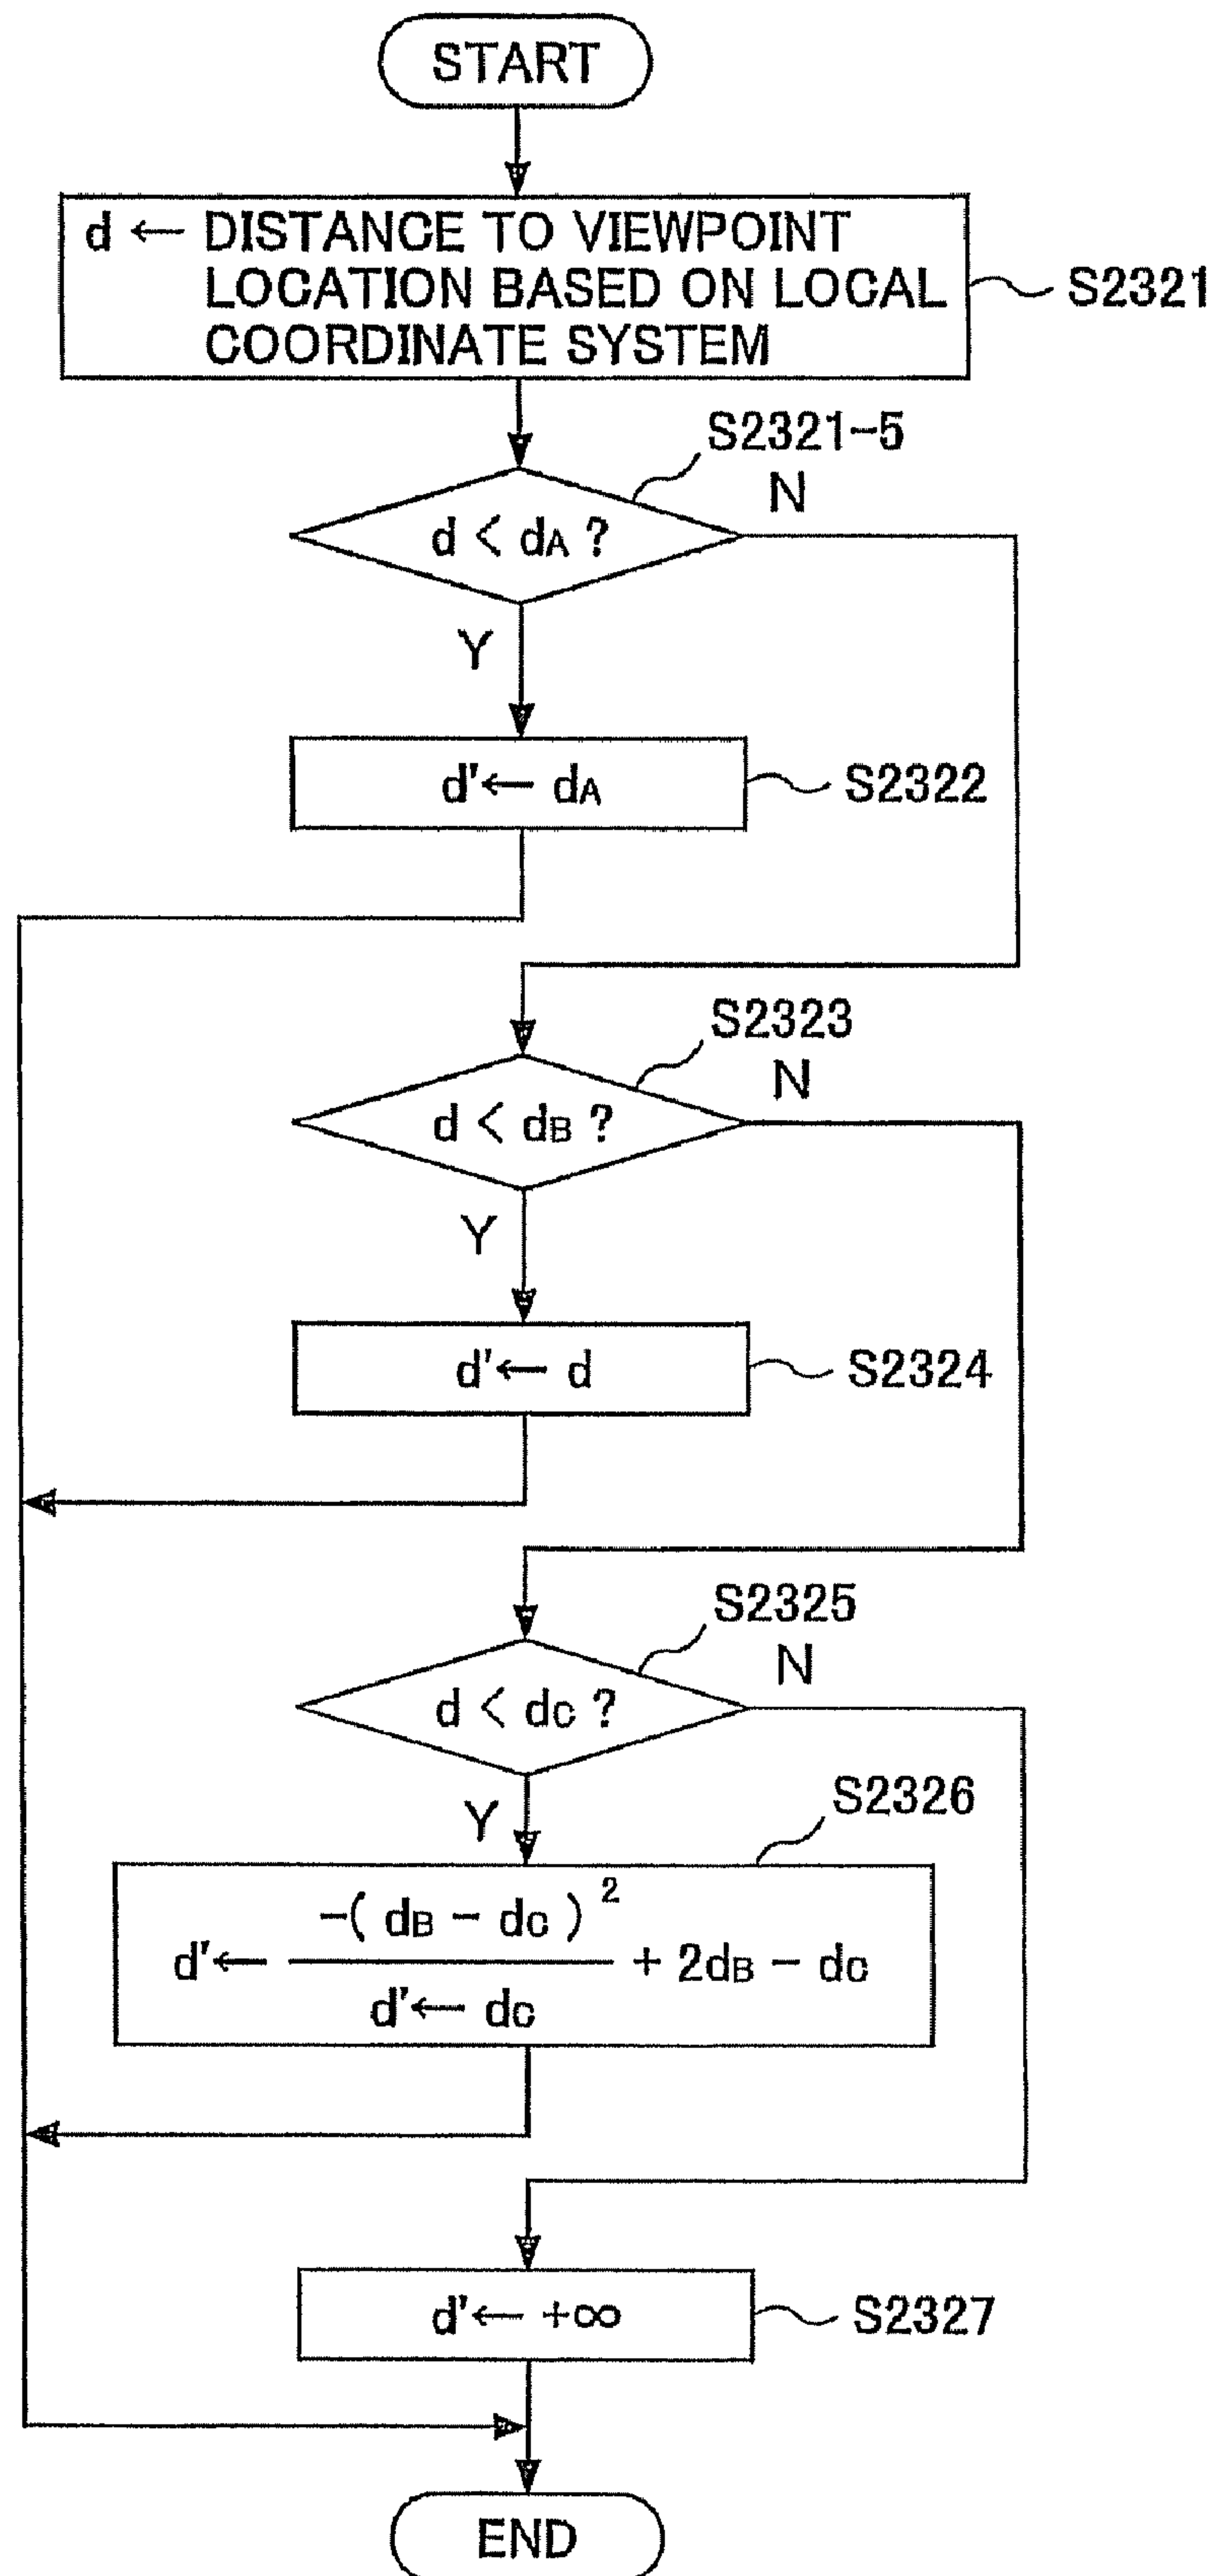 START
d ← DISTANCE TO VIEWPOINT
LOCATION BASED ON LOCAL
COORDINATE SYSTEM
S2321
S2321-5
d < dA ?
N
Y
d' ← dA
S2322
S2323
d < dB ?
N
Y
d' ← d
S2324
S2325
d < dC ?
N
Y
S2326
d' ← -( dB - dC )² / d' ← dC + 2dB - dC
d' ← +∞
S2327
END